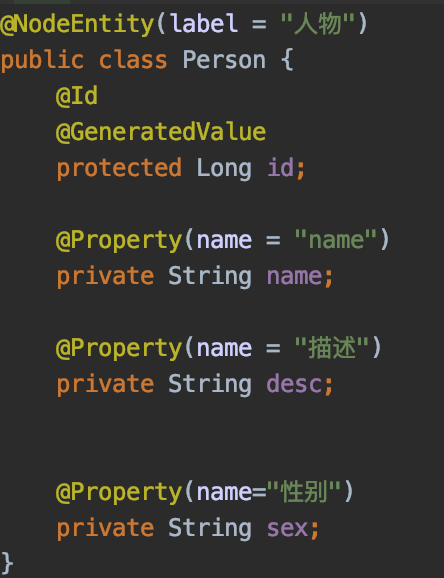 @NodeEntity(label = "人物")
public class Person {
    @Id
    @GeneratedValue
    protected Long id;
    @Property(name = "name")
    private String name;
    @Property(name = "描述")
    private String desc;
    @Property(name="性别")
    private String sex;
}